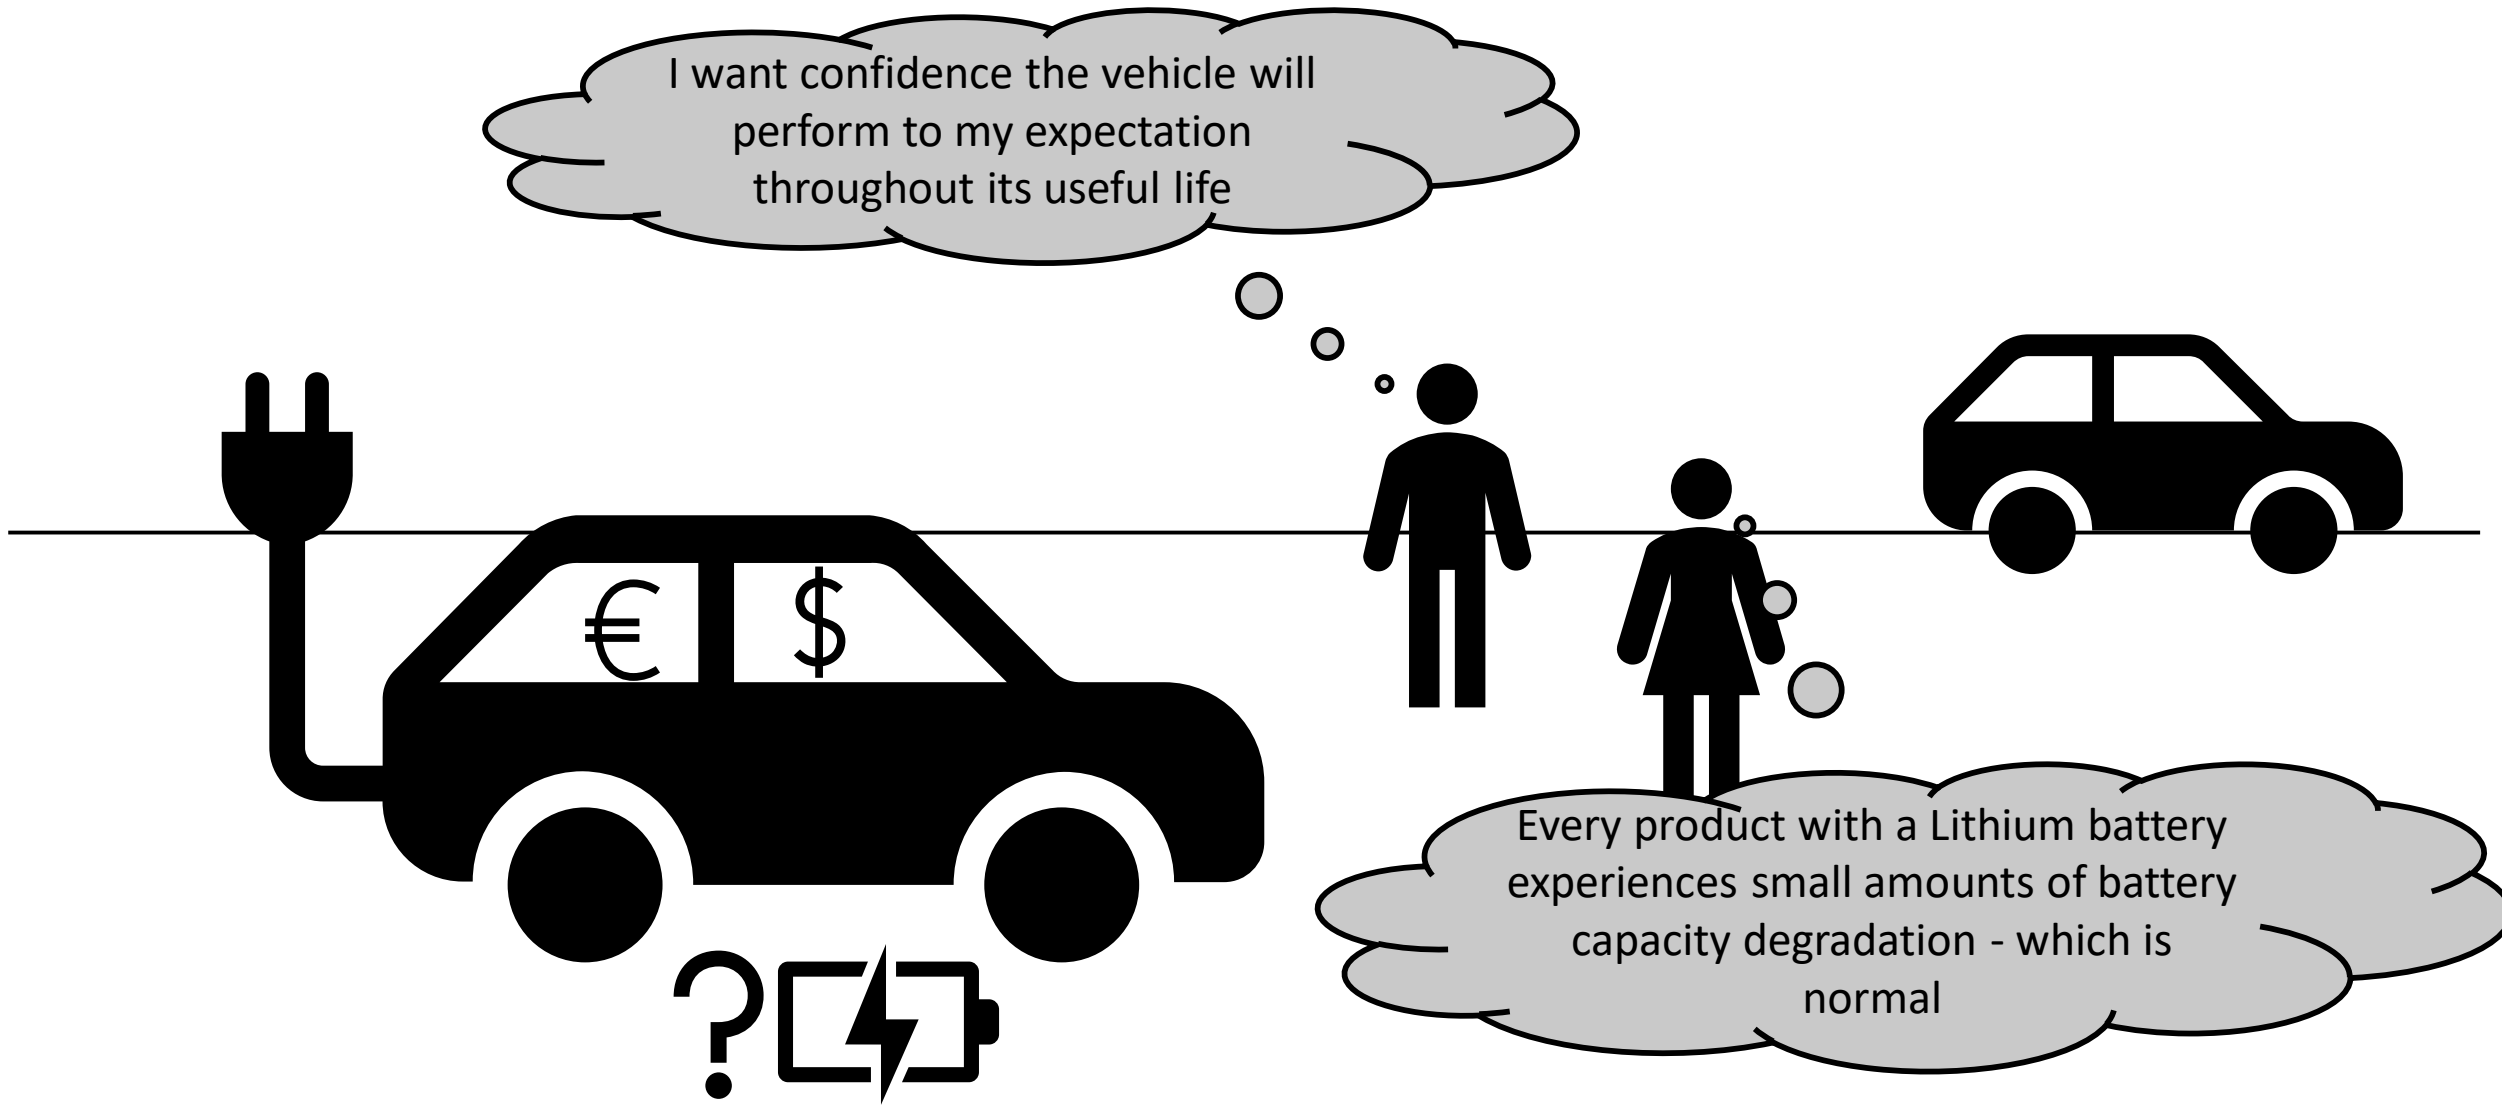 I want confidence the vehicle will
perform to my expectation
throughout its useful life
€ $
Every product with a Lithium battery
experiences small amounts of battery
capacity degradation - which is
normal
?